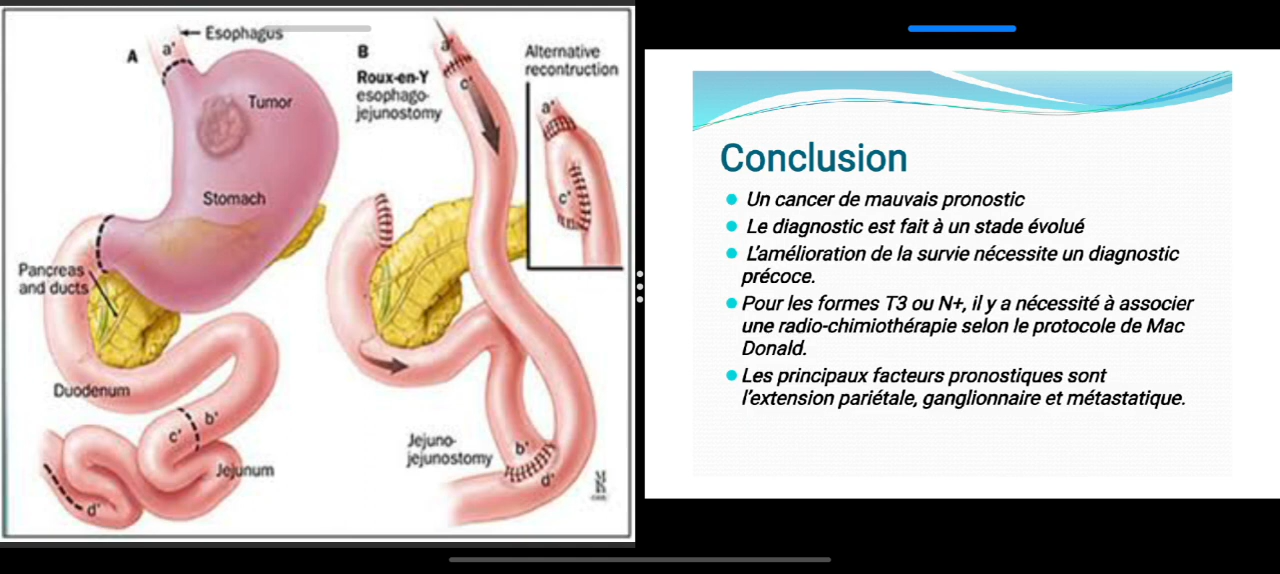 A
Esophagus
a'
Tumor
Stomach
Pancreas
and ducts
Duodenum
b'
c'
Jejunum
d'
B
Roux-en-Y
esophago-
jejunostomy
a'
c'
Alternative
recontruction
a'
c'
Jejuno-
jejunostomy
b'
d'
Conclusion
Un cancer de mauvais pronostic
Le diagnostic est fait à un stade évolué
L'amélioration de la survie nécessite un diagnostic
précoce.
Pour les formes T3 ou N+, il y a nécessité à associer
une radio-chimiothérapie selon le protocole de Mac
Donald.
Les principaux facteurs pronostiques sont
l'extension pariétale, ganglionnaire et métastatique.